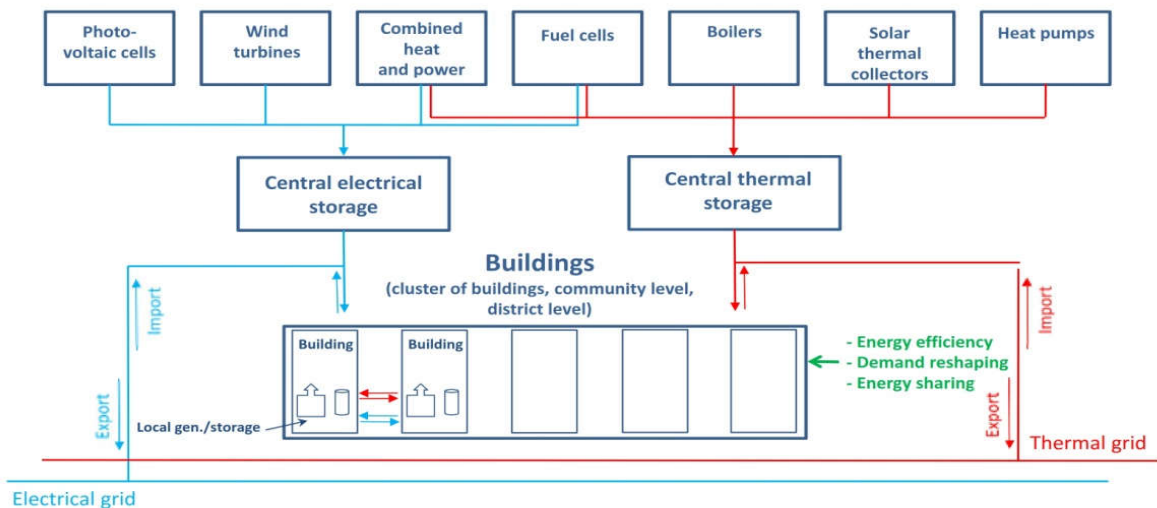 Photo-
voltaic cells
Wind
turbines
Combined
heat
and power
Fuel cells
Boilers
Solar
thermal
collectors
Heat pumps
Central electrical
storage
Central thermal
storage
Buildings
(cluster of buildings, community level,
district level)
Import
Export
Building
Building
Local gen./storage
- Energy efficiency
- Demand reshaping
- Energy sharing
Import
Export
Thermal grid
Electrical grid